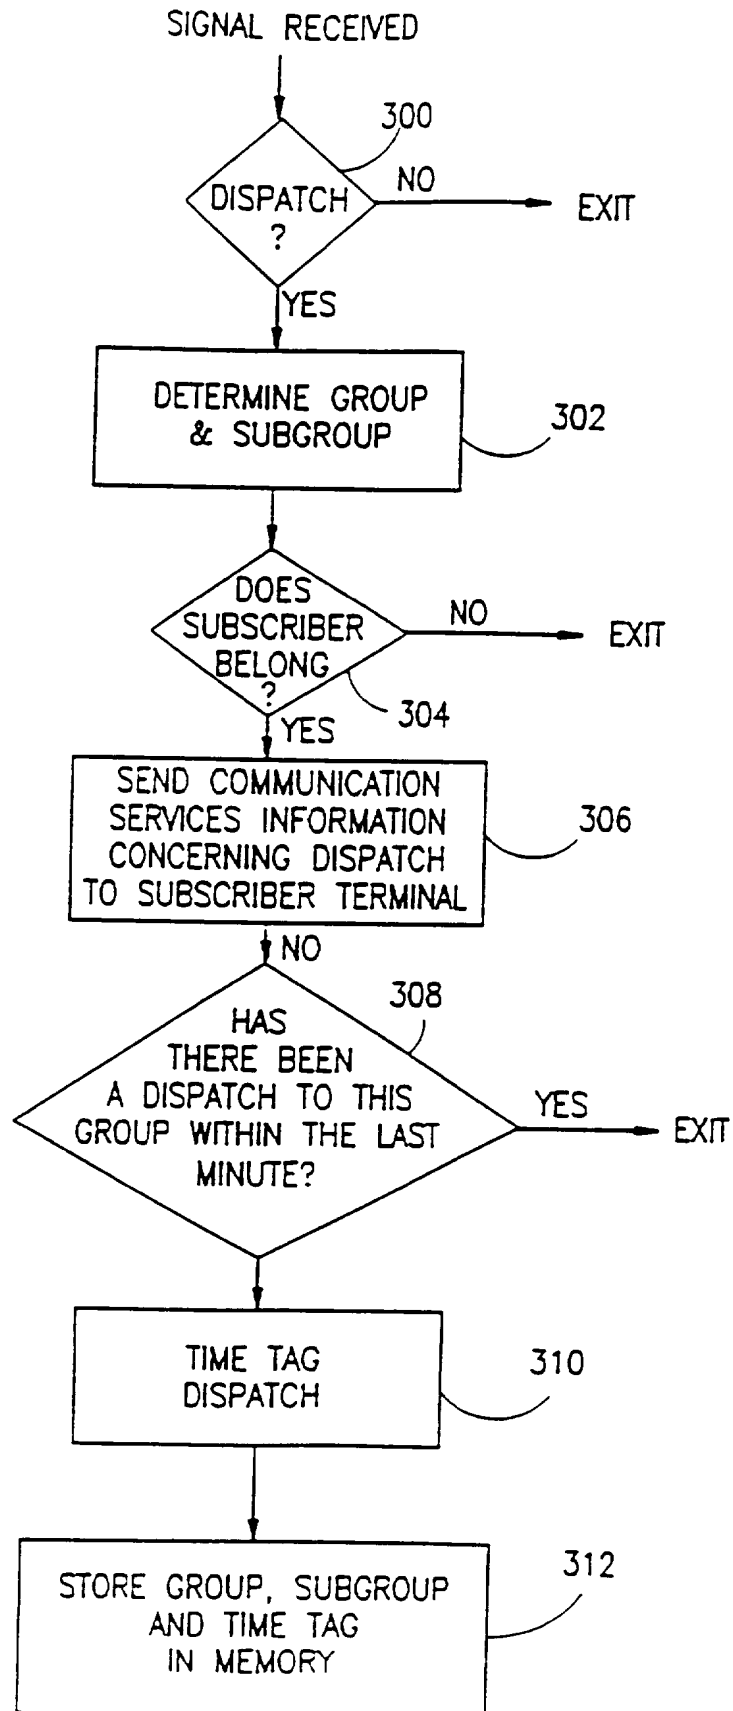 SIGNAL RECEIVED
300
DISPATCH
?
NO
EXIT
YES
DETERMINE GROUP
& SUBGROUP
302
DOES
SUBSCRIBER
BELONG
?
NO
EXIT
304
YES
SEND COMMUNICATION
SERVICES INFORMATION
CONCERNING DISPATCH
TO SUBSCRIBER TERMINAL
306
NO
308
HAS
THERE BEEN
A DISPATCH TO THIS
GROUP WITHIN THE LAST
MINUTE?
YES
EXIT
TIME TAG
DISPATCH
310
STORE GROUP, SUBGROUP
AND TIME TAG
IN MEMORY
312